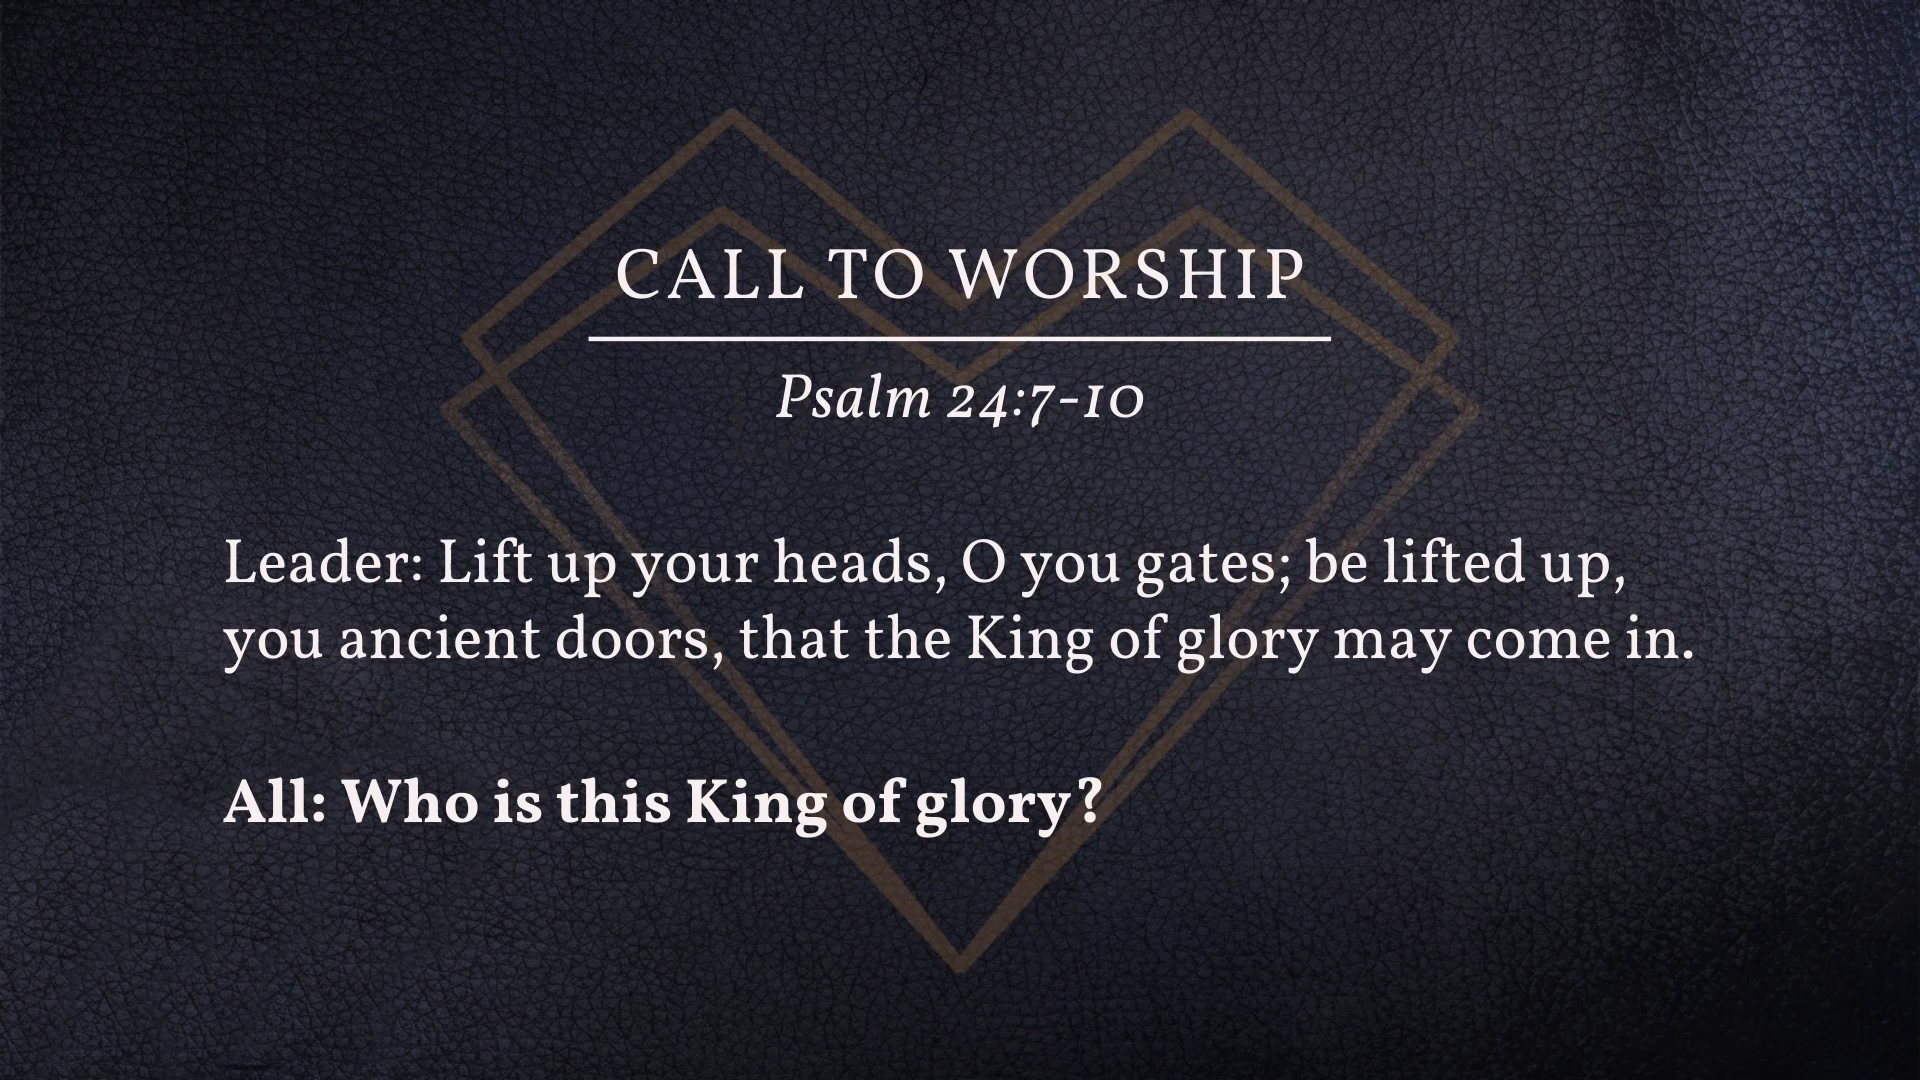 CALL TO WORSHIP
Psalm 24:7-10
Leader: Lift up your heads, O you gates; be lifted up,
you ancient doors, that the King of glory may come in.
All: Who is this King of glory?